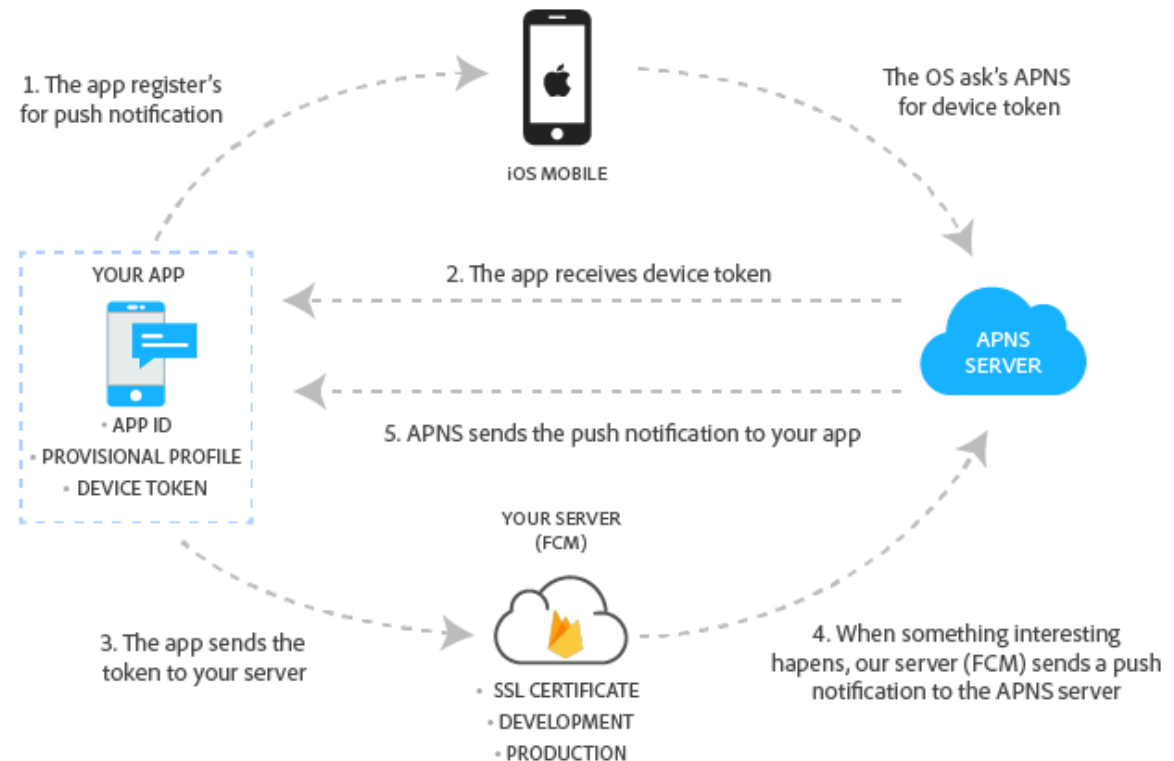 1. The app register's
for push notification
iOS MOBILE
The OS ask's APNS
for device token
YOUR APP
• APP ID
• PROVISIONAL PROFILE
• DEVICE TOKEN
2. The app receives device token
APNS
SERVER
5. APNS sends the push notification to your app
YOUR SERVER
(FCM)
• SSL CERTIFICATE
• DEVELOPMENT
• PRODUCTION
3. The app sends the
token to your server
4. When something interesting
hapens, our server (FCM) sends a push
notification to the APNS server